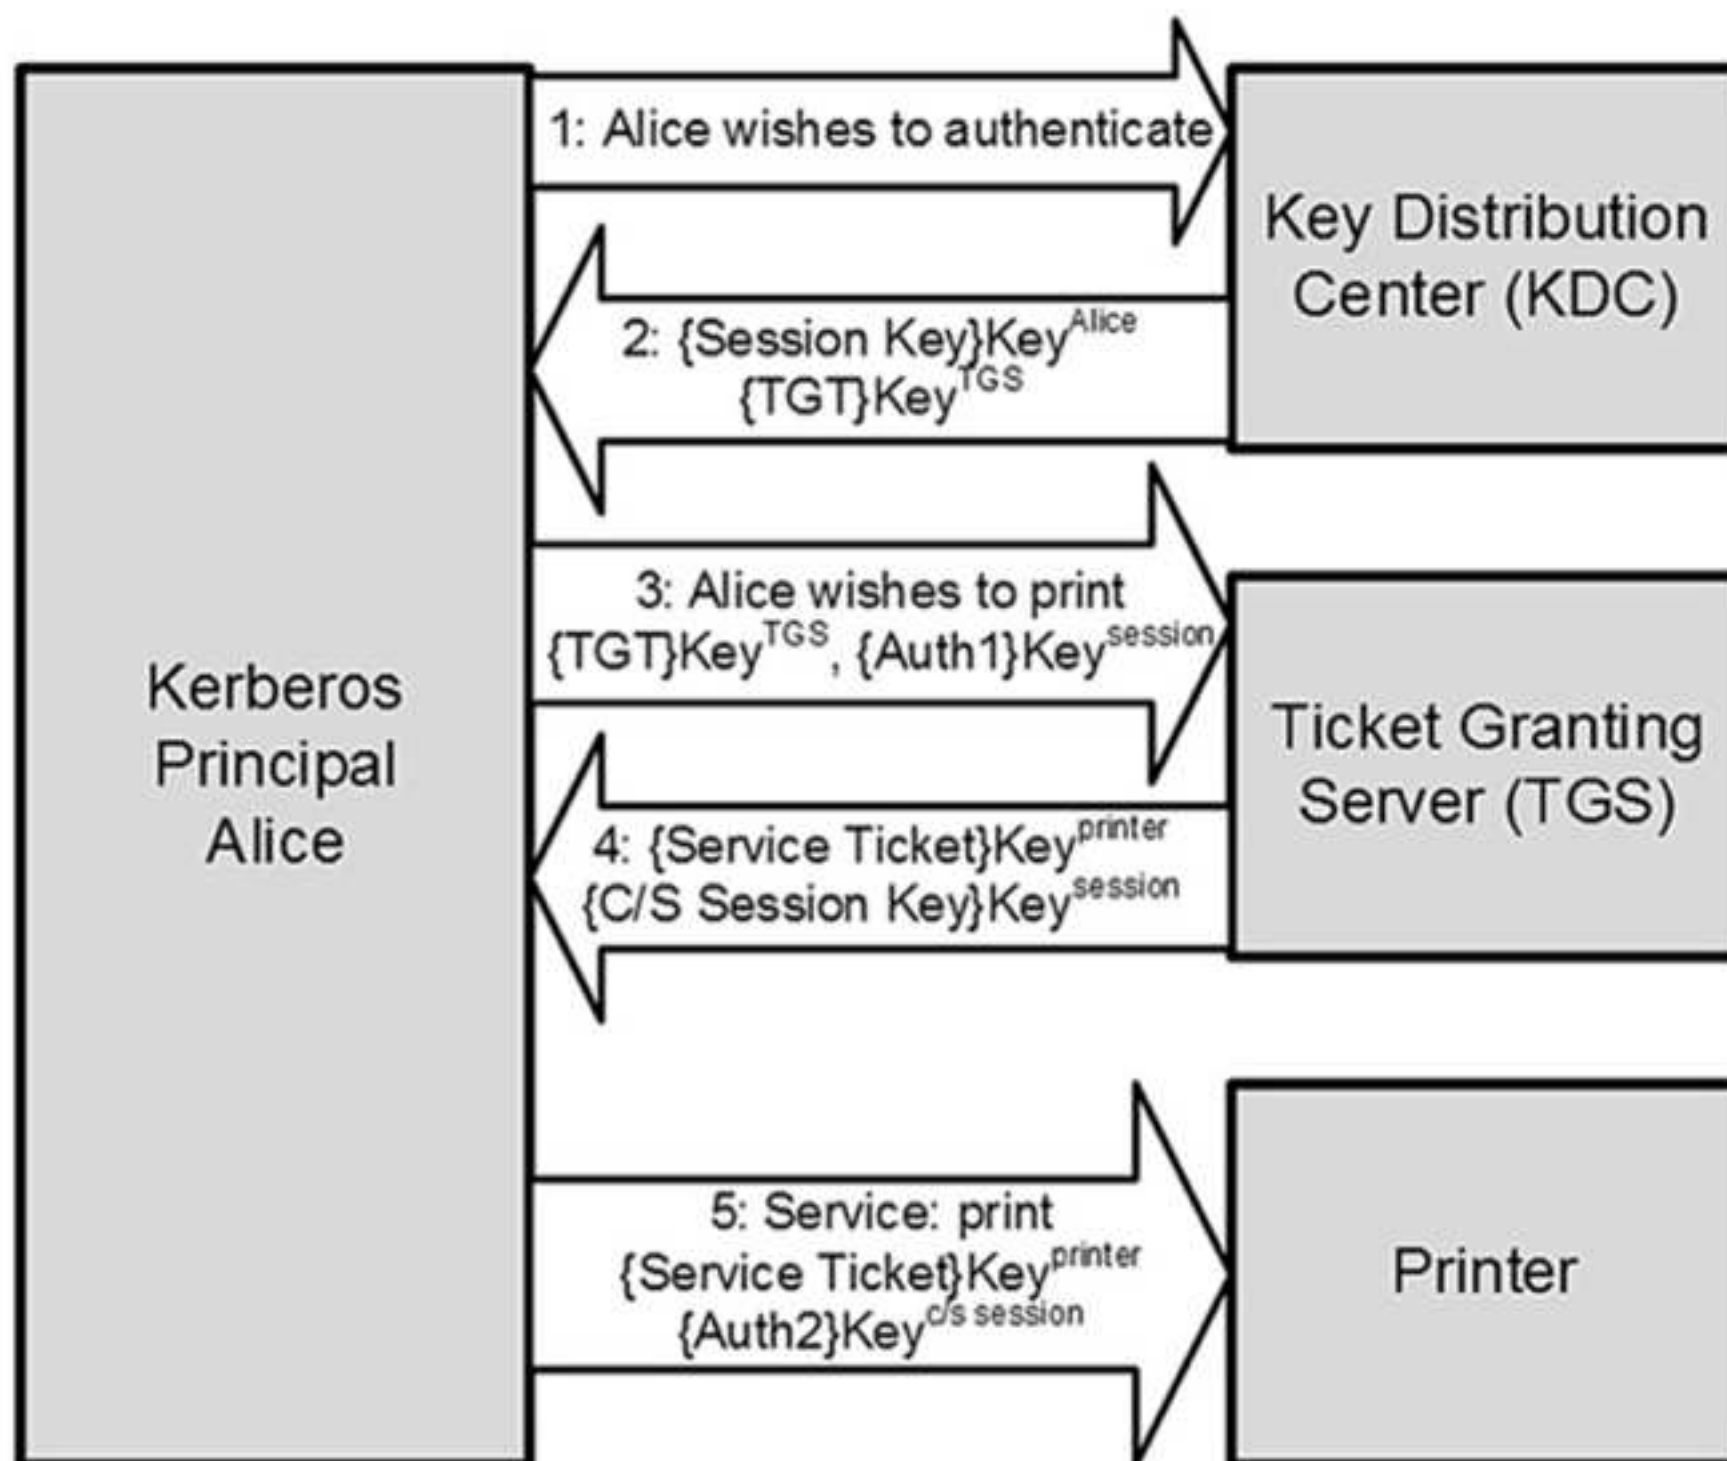 1: Alice wishes to authenticate
Key Distribution
Center (KDC)
2: {Session Key}Key^Alice
{TGT}Key^TGS
3: Alice wishes to print
{TGT}Key^TGS, {Auth1}Key^session
Kerberos
Principal
Alice
Ticket Granting
Server (TGS)
4: {Service Ticket}Key^printer
{C/S Session Key}Key^session
5: Service: print
{Service Ticket}Key^printer
{Auth2}Key^c/s session
Printer